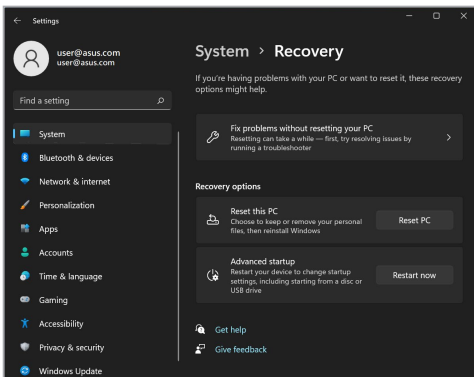 Settings
user@asus.com
user@asus.com
Find a setting
System
Bluetooth & devices
Network & internet
Personalization
Apps
Accounts
Time & language
Gaming
Accessibility
Privacy & security
Windows Update
System > Recovery
If you're having problems with your PC or want to reset it, these recovery
options might help.
Fix problems without resetting your PC
Resetting can take a while — first, try resolving issues by
running a troubleshooter
Recovery options
Reset this PC
Choose to keep or remove your personal
files, then reinstall Windows
Reset PC
Advanced startup
Restart your device to change startup
settings, including starting from a disc or
USB drive
Restart now
Get help
Give feedback